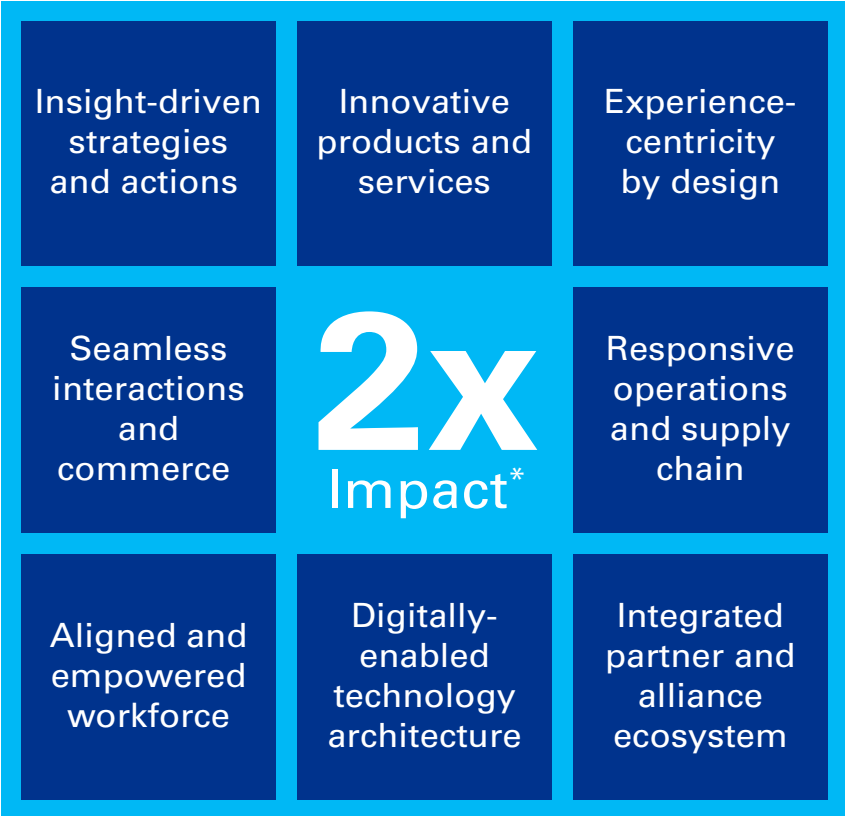 Insight-driven
strategies
and actions
Innovative
products and
services
Experience-
centricity
by design
Seamless
interactions
and
commerce
2x
Impact*
Responsive
operations
and supply
chain
Aligned and
empowered
workforce
Digitally-
enabled
technology
architecture
Integrated
partner and
alliance
ecosystem